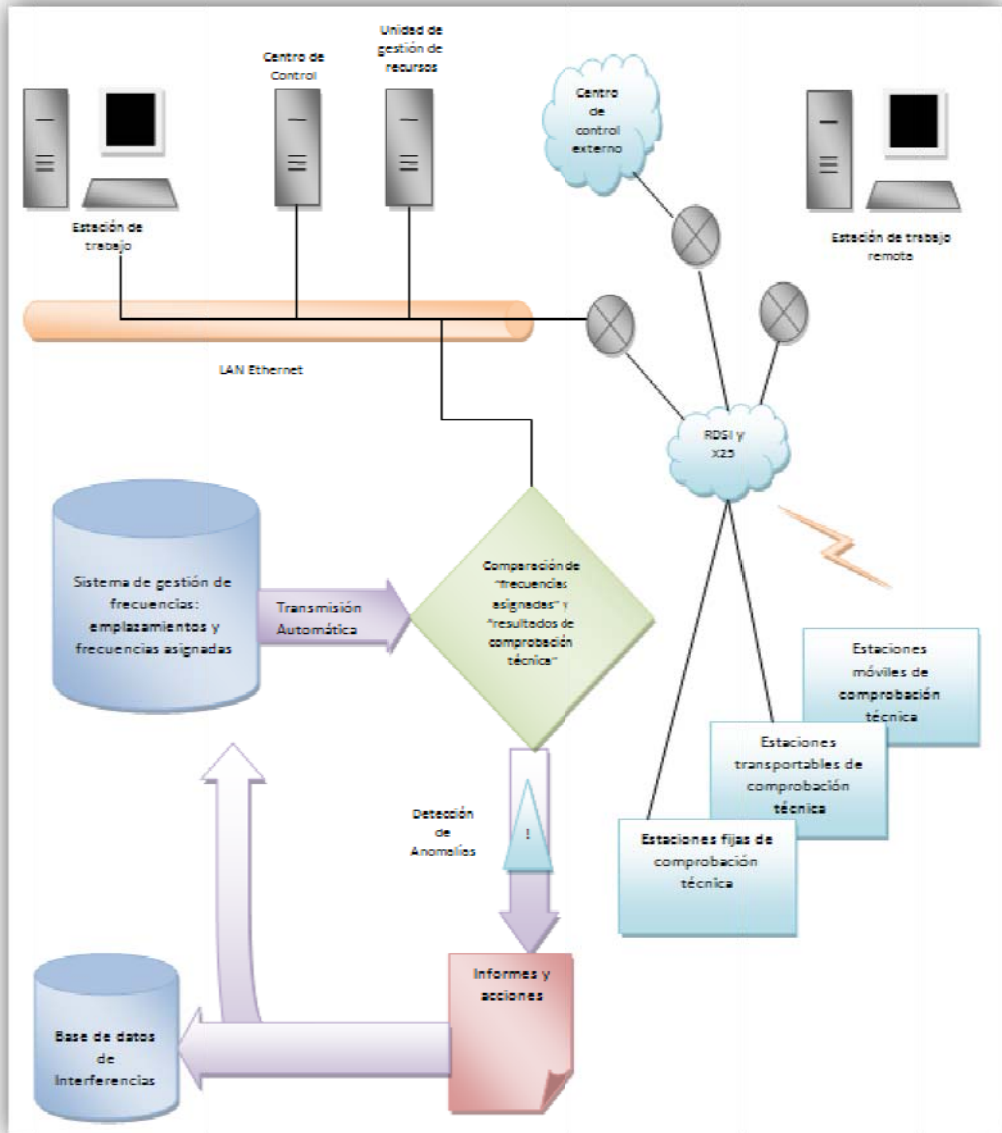 Unidad de
gestión de
recursos
Centro de
Control
Centro
de
control
externo
Estación de
trabajo
Estación de trabajo
remota
LAN Ethernet
RDSI y
X25
Sistema de gestión de
frecuencias:
emplazamientos y
frecuencias asignadas
Transmisión
Automática
Comparación de
"frecuencias
asignadas" y
"resultados de
comprobación
técnica"
Estaciones
móviles de
comprobación
técnica
Estaciones
transportables de
comprobación
técnica
Estaciones fijas de
comprobación
técnica
Detección
de
Anomalías
!
Informes y
acciones
Base de datos
de
Interferencias